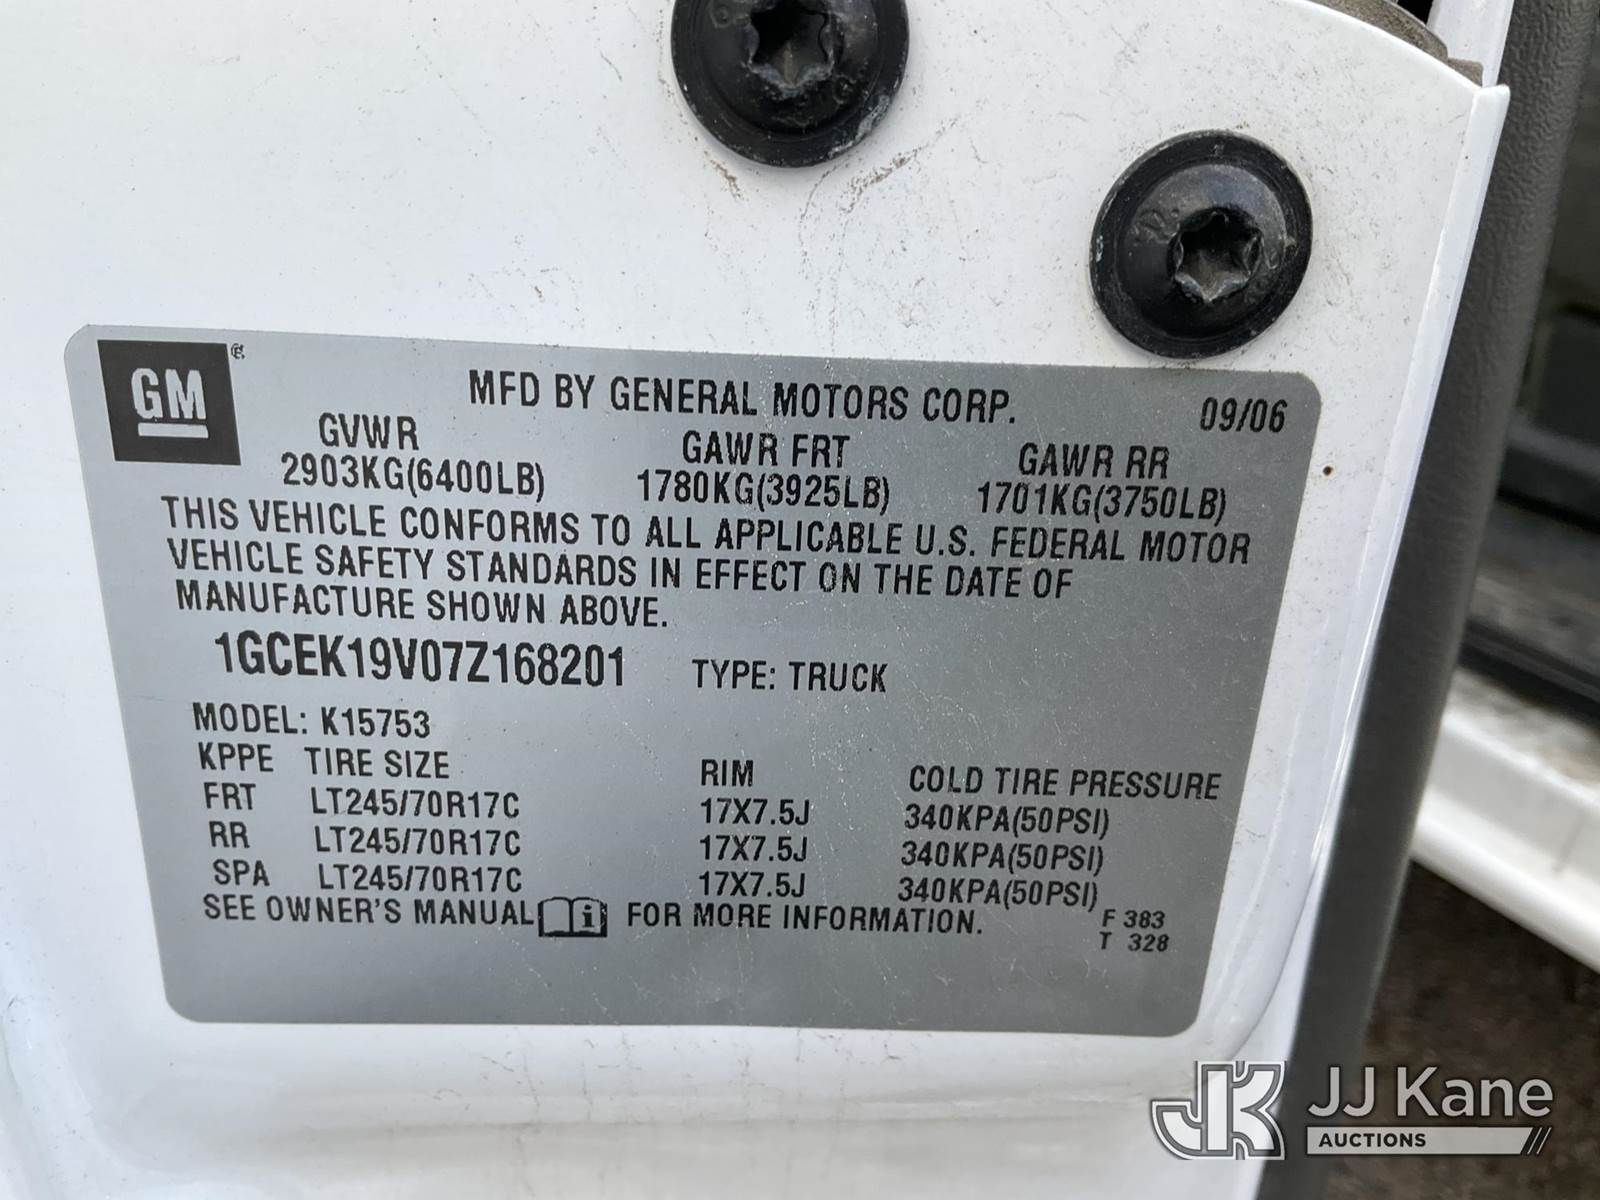 GM
MFD BY GENERAL MOTORS CORP. 09/06
GVWR GAWR FRT GAWR RR
2903KG(6400LB) 1780KG(3925LB) 1701KG(3750LB)
THIS VEHICLE CONFORMS TO ALL APPLICABLE U.S. FEDERAL MOTOR
VEHICLE SAFETY STANDARDS IN EFFECT ON THE DATE OF
MANUFACTURE SHOWN ABOVE.
1GCEK19V07Z168201 TYPE: TRUCK
MODEL: K15753
KPPE TIRE SIZE RIM COLD TIRE PRESSURE
FRT LT245/70R17C 17X7.5J 340KPA(50PSI)
RR LT245/70R17C 17X7.5J 340KPA(50PSI)
SPA LT245/70R17C 17X7.5J 340KPA(50PSI)
SEE OWNER'S MANUAL i FOR MORE INFORMATION.
F 383
T 328
JK JJ Kane
AUCTIONS